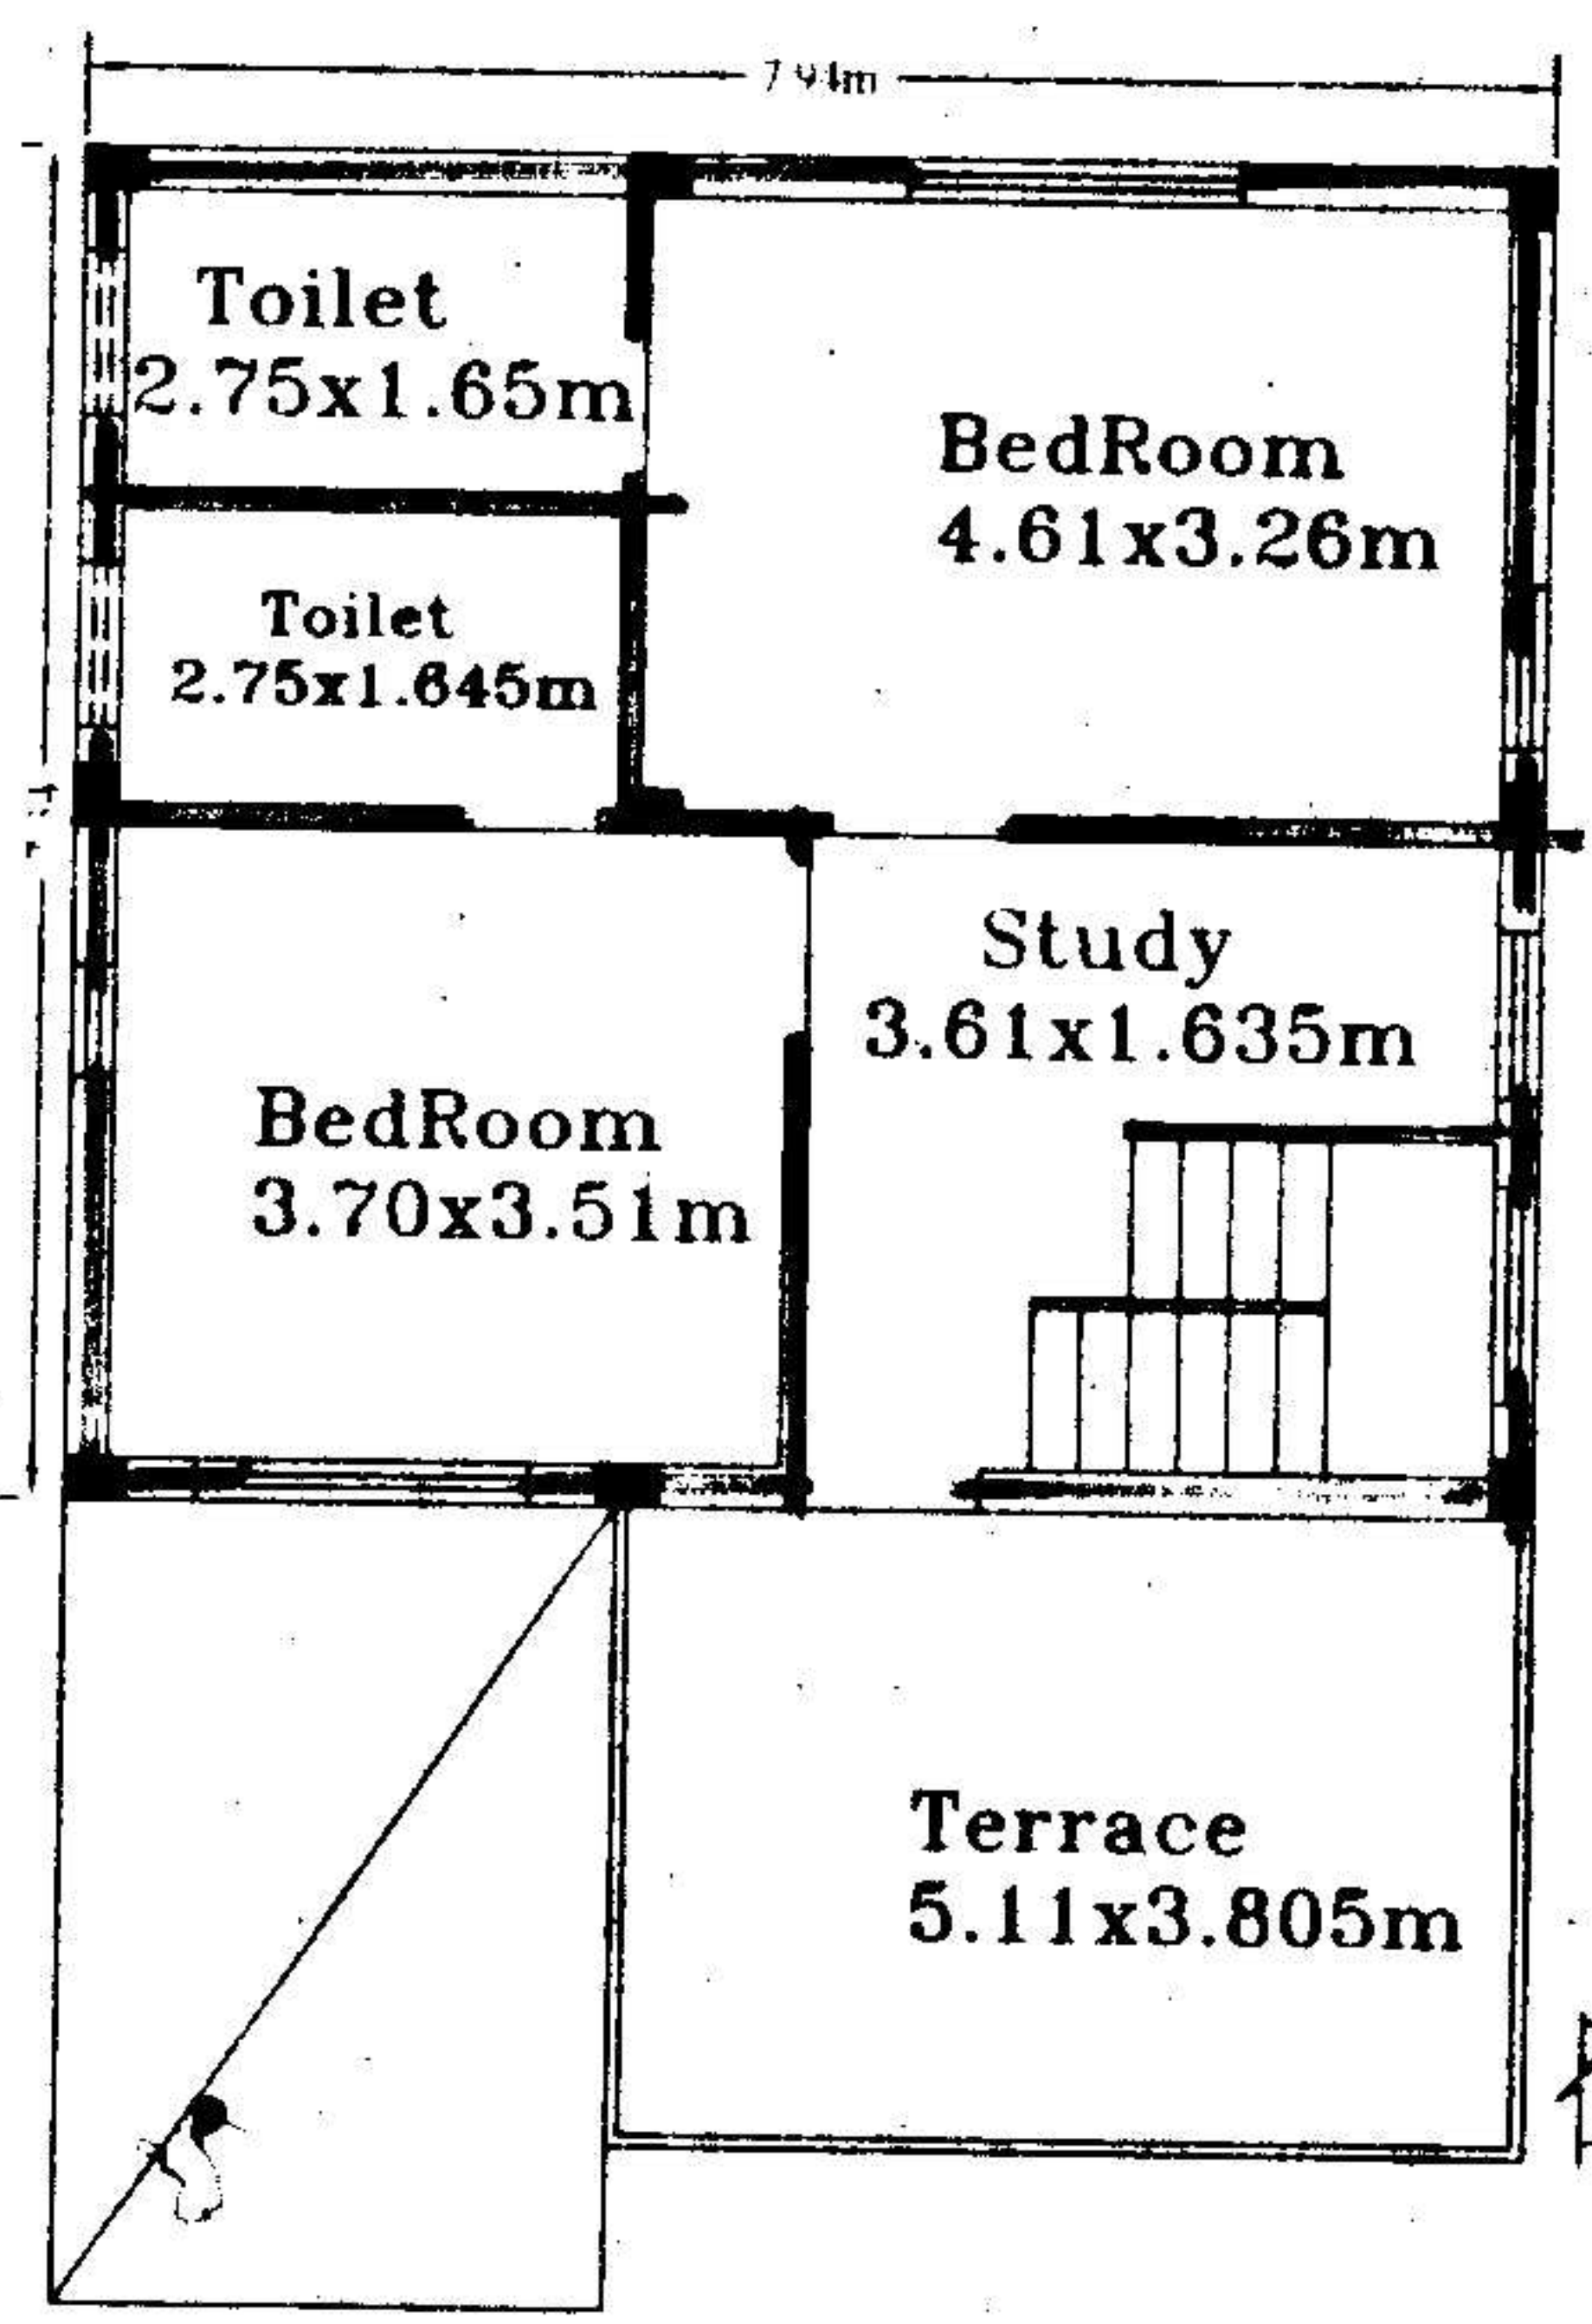 7.94m
Toilet
2.75x1.65m
BedRoom
4.61x3.26m
Toilet
2.75x1.645m
Study
3.61x1.635m
BedRoom
3.70x3.51m
Terrace
5.11x3.805m